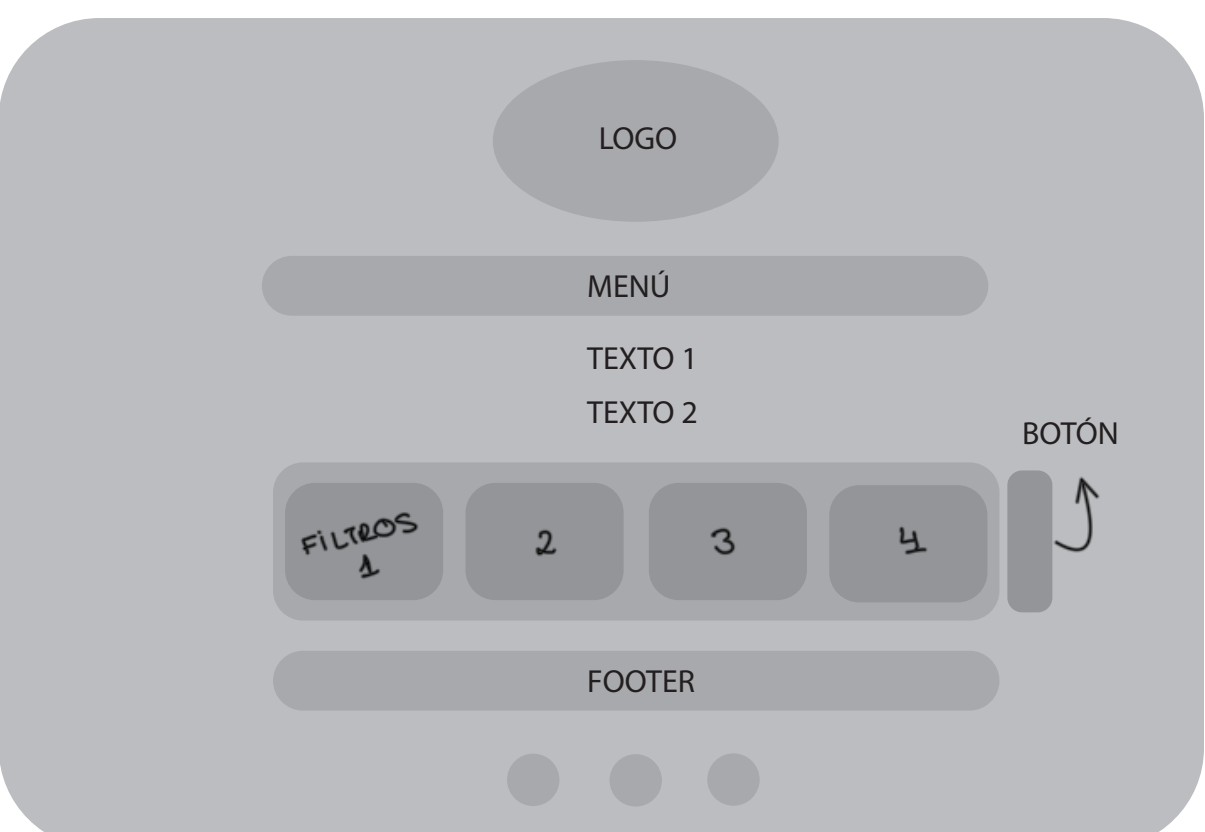 LOGO
MENÚ
TEXTO 1
TEXTO 2
BOTÓN
FILTROS
1
2
3
4
FOOTER